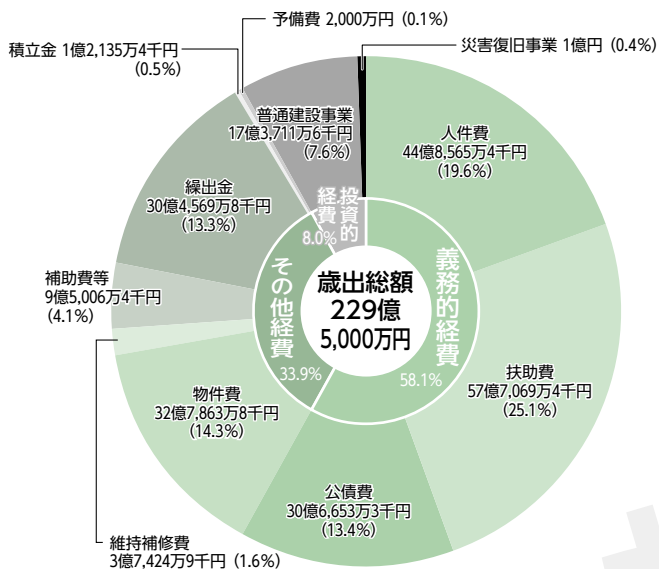 予備費 2,000万円 (0.1%)
災害復旧事業 1億円 (0.4%)
積立金 1億2,135万4千円
(0.5%)
普通建設事業
17億3,711万6千円
(7.6%)
人件費
44億8,565万4千円
(19.6%)
繰出金
30億4,569万8千円
(13.3%)
投資的
経費
8.0%
補助費等
9億5,006万4千円
(4.1%)
その他経費
33.9%
歳出総額
229億
5,000万円
義務的経費
58.1%
扶助費
57億7,069万4千円
(25.1%)
物件費
32億7,863万8千円
(14.3%)
公債費
30億6,653万3千円
(13.4%)
維持補修費
3億7,424万9千円 (1.6%)